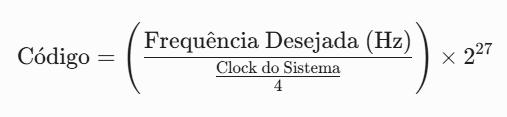 Código = ( Frequência Desejada (Hz) / ( Clock do Sistema / 4 ) ) × 2^27